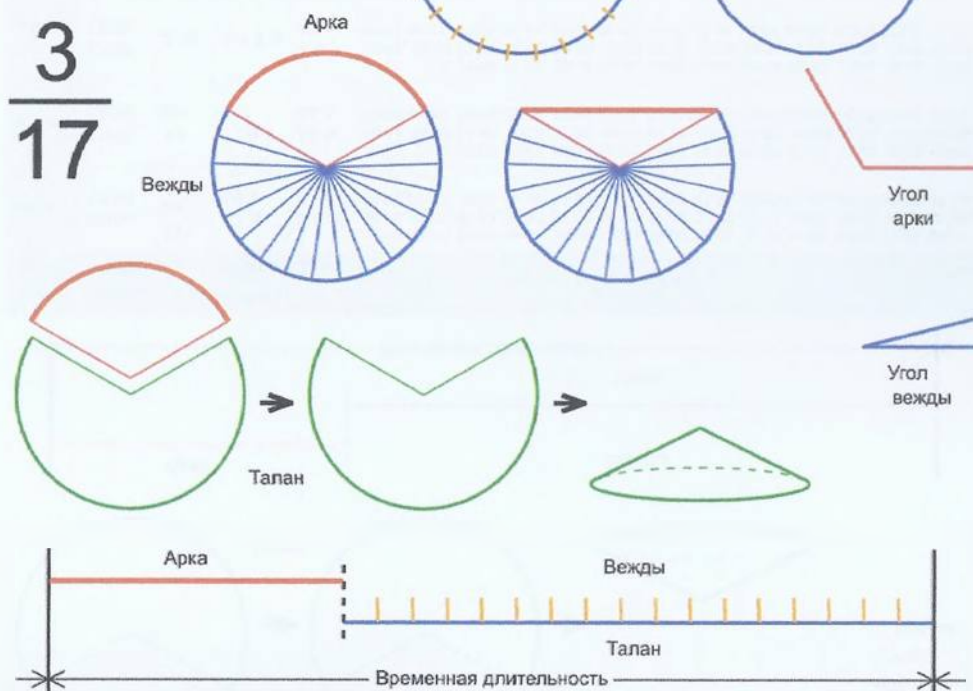 Арка
3
17
Вежды
Угол
арки
Угол
вежды
Талан
Арка
Вежды
Талан
Временная длительность